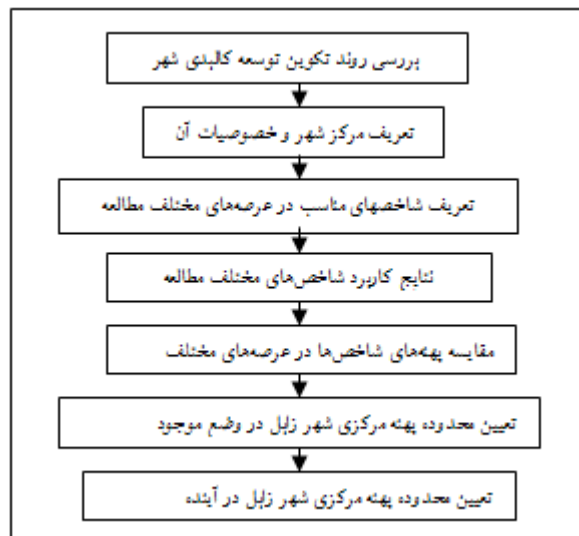 بررسی روند تکوین توسعه کالبدی شهر
تعریف مرکز شهر و خصوصیات آن
تعریف شاخصهای مناسب در عرصه‌های مختلف مطالعه
نتایج کاربرد شاخص‌های مختلف مطالعه
مقایسه پهنه‌های شاخص‌ها در عرصه‌های مختلف
تعیین محدوده پهنه مرکزی شهر زابل در وضع موجود
تعیین محدوده پهنه مرکزی شهر زابل در آینده